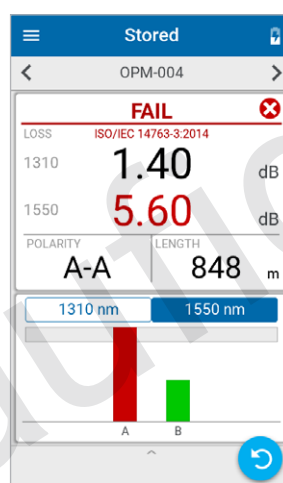 Stored
OPM-004
FAIL
LOSS ISO/IEC 14763-3:2014
1310 1.40 dB
1550 5.60 dB
POLARITY LENGTH
A-A 848 m
1310 nm 1550 nm
A B